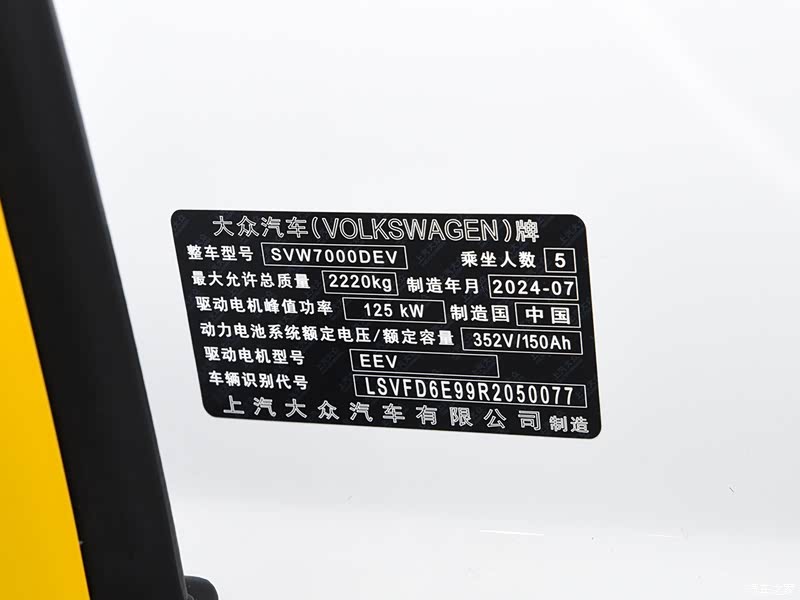 大众汽车(VOLKSWAGEN)牌
整车型号 SVW7000DEV 乘坐人数 5
最大允许总质量 2220kg 制造年月 2024-07
驱动电机峰值功率 125 kW 制造国 中国
动力电池系统额定电压/额定容量 352V/150Ah
驱动电机型号 EEV
车辆识别代号 LSVFD6E99R2050077
上汽大众汽车有限公司 制造
汽车之家